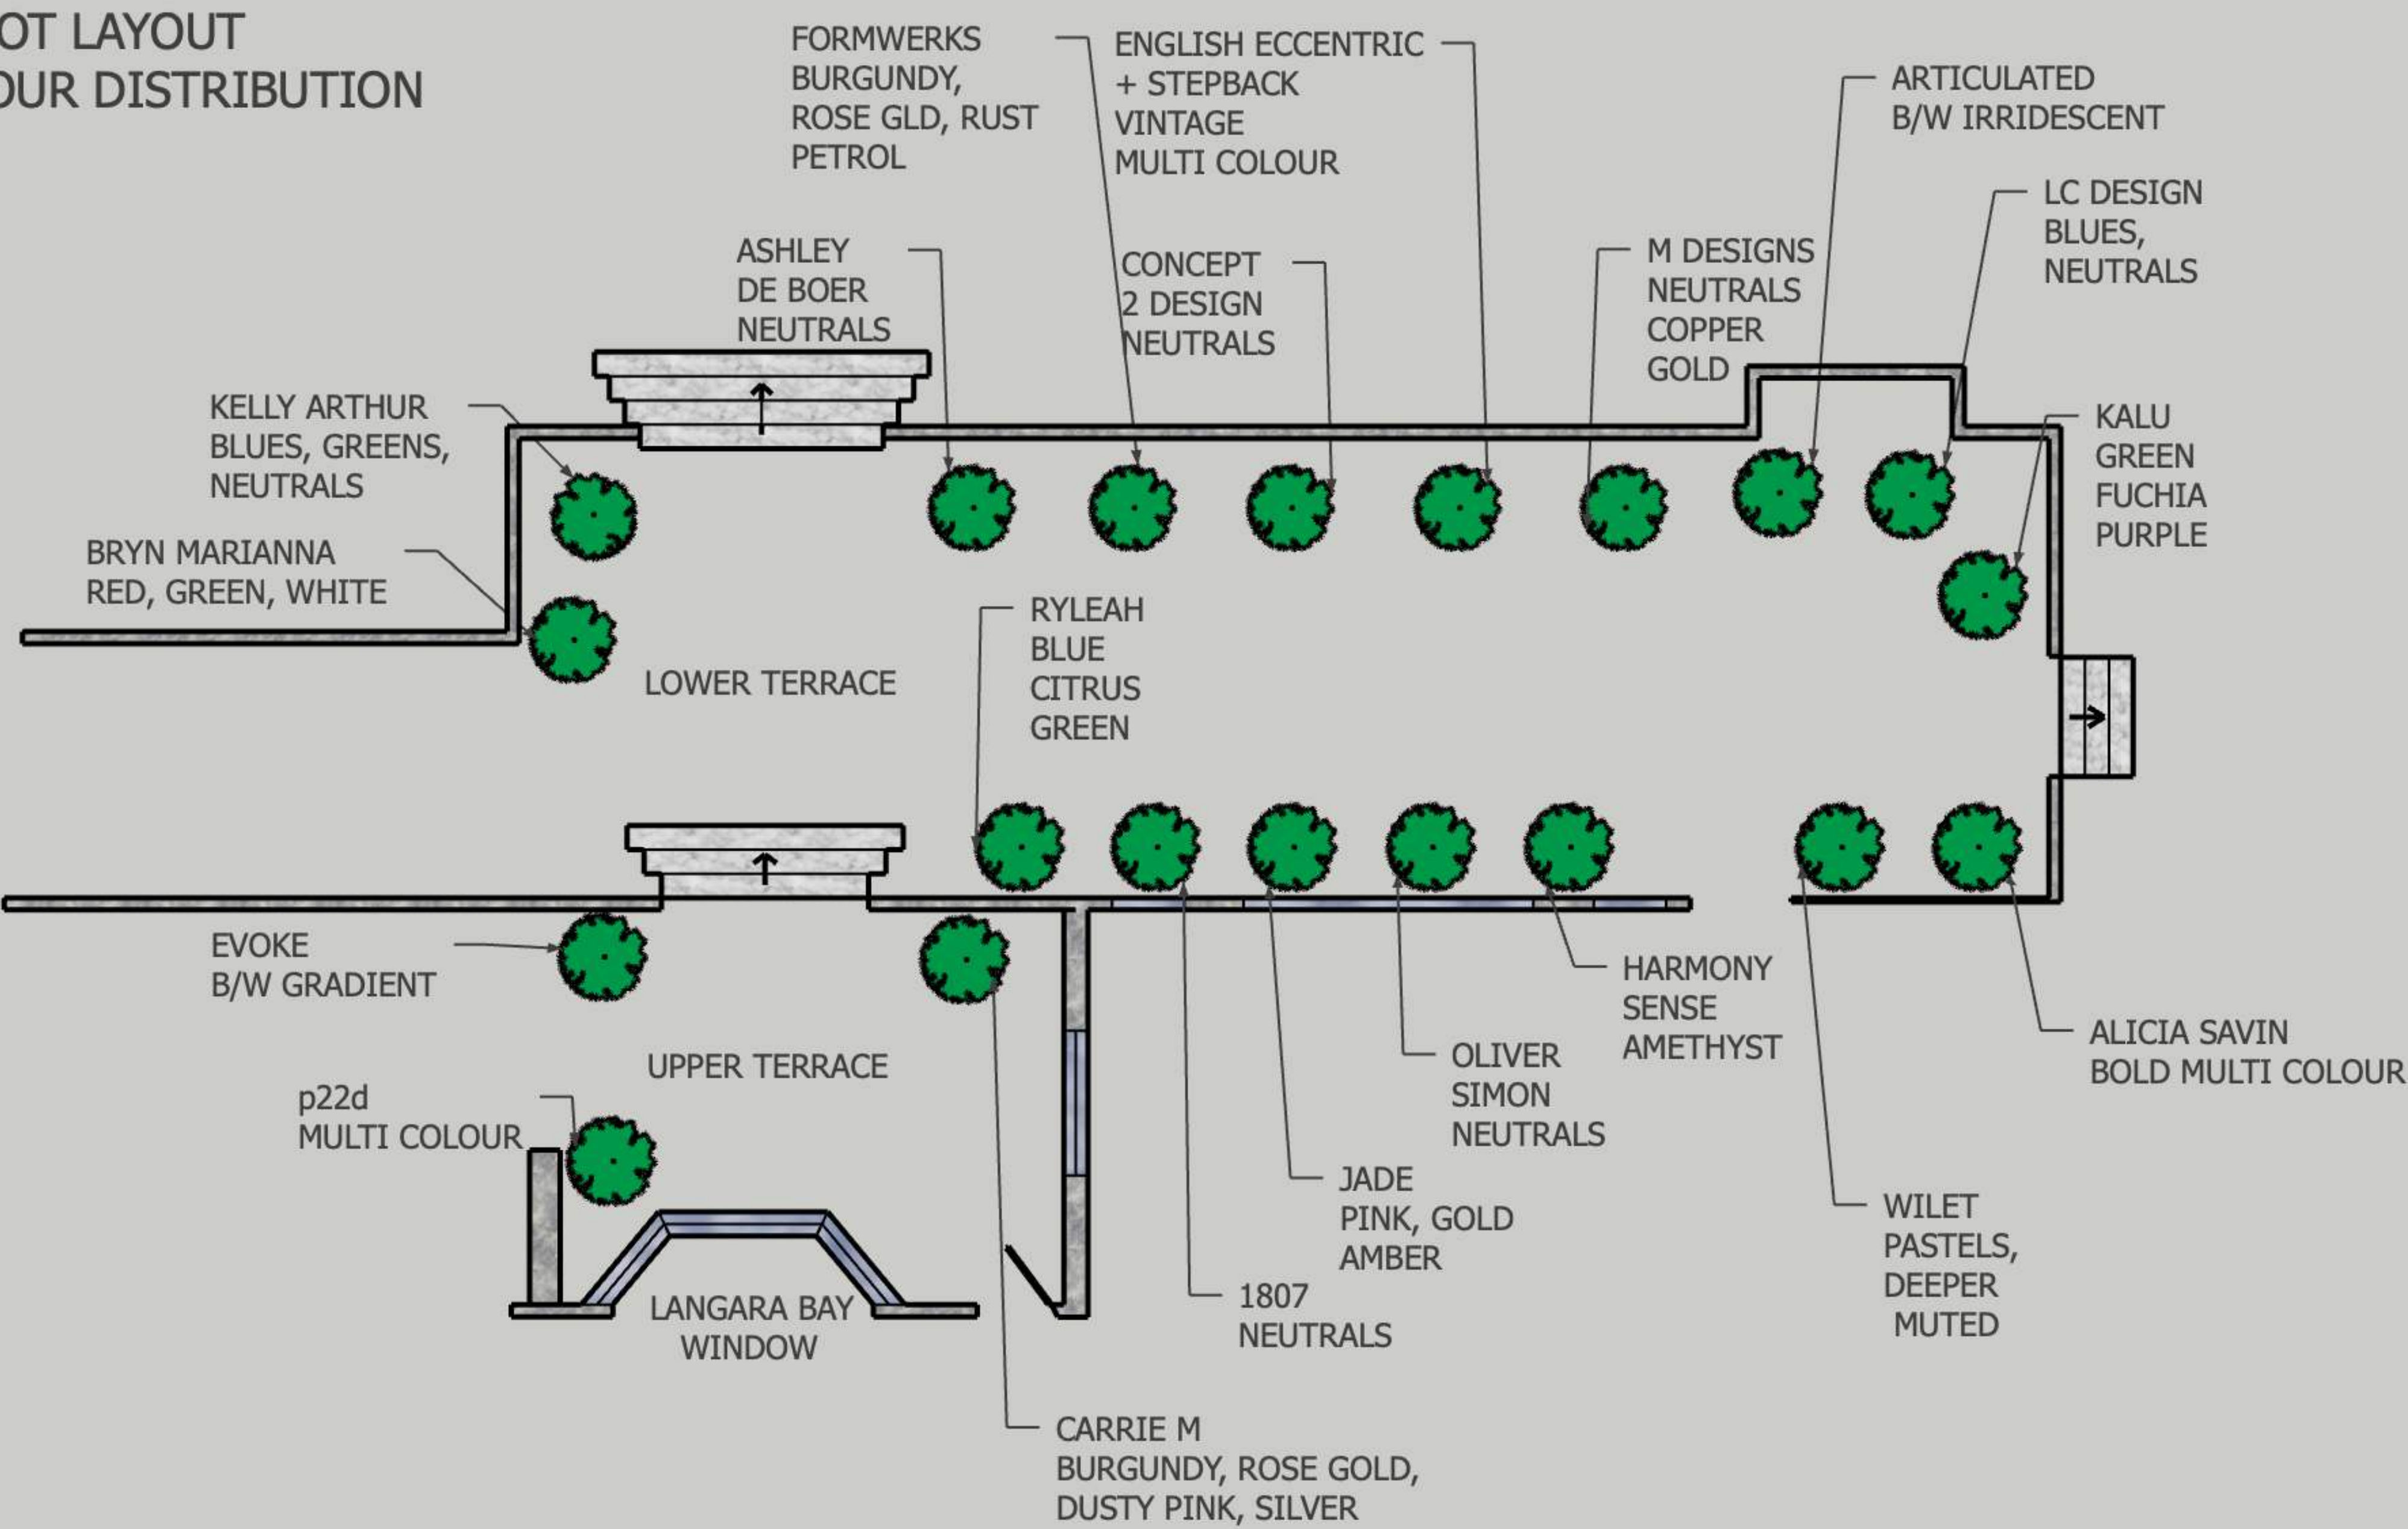 OT LAYOUT
OUR DISTRIBUTION
FORMWERKS
BURGUNDY,
ROSE GLD, RUST
PETROL
ENGLISH ECCENTRIC
+ STEPBACK
VINTAGE
MULTI COLOUR
ARTICULATED
B/W IRRIDESCENT
LC DESIGN
BLUES,
NEUTRALS
ASHLEY
DE BOER
NEUTRALS
CONCEPT
2 DESIGN
NEUTRALS
M DESIGNS
NEUTRALS
COPPER
GOLD
KELLY ARTHUR
BLUES, GREENS,
NEUTRALS
KALU
GREEN
FUCHIA
PURPLE
BRYN MARIANNA
RED, GREEN, WHITE
RYLEAH
BLUE
CITRUS
GREEN
LOWER TERRACE
EVOKE
B/W GRADIENT
HARMONY
SENSE
AMETHYST
ALICIA SAVIN
BOLD MULTI COLOUR
OLIVER
SIMON
NEUTRALS
UPPER TERRACE
p22d
MULTI COLOUR
JADE
PINK, GOLD
AMBER
WILET
PASTELS,
DEEPER
MUTED
1807
NEUTRALS
LANGARA BAY
WINDOW
CARRIE M
BURGUNDY, ROSE GOLD,
DUSTY PINK, SILVER